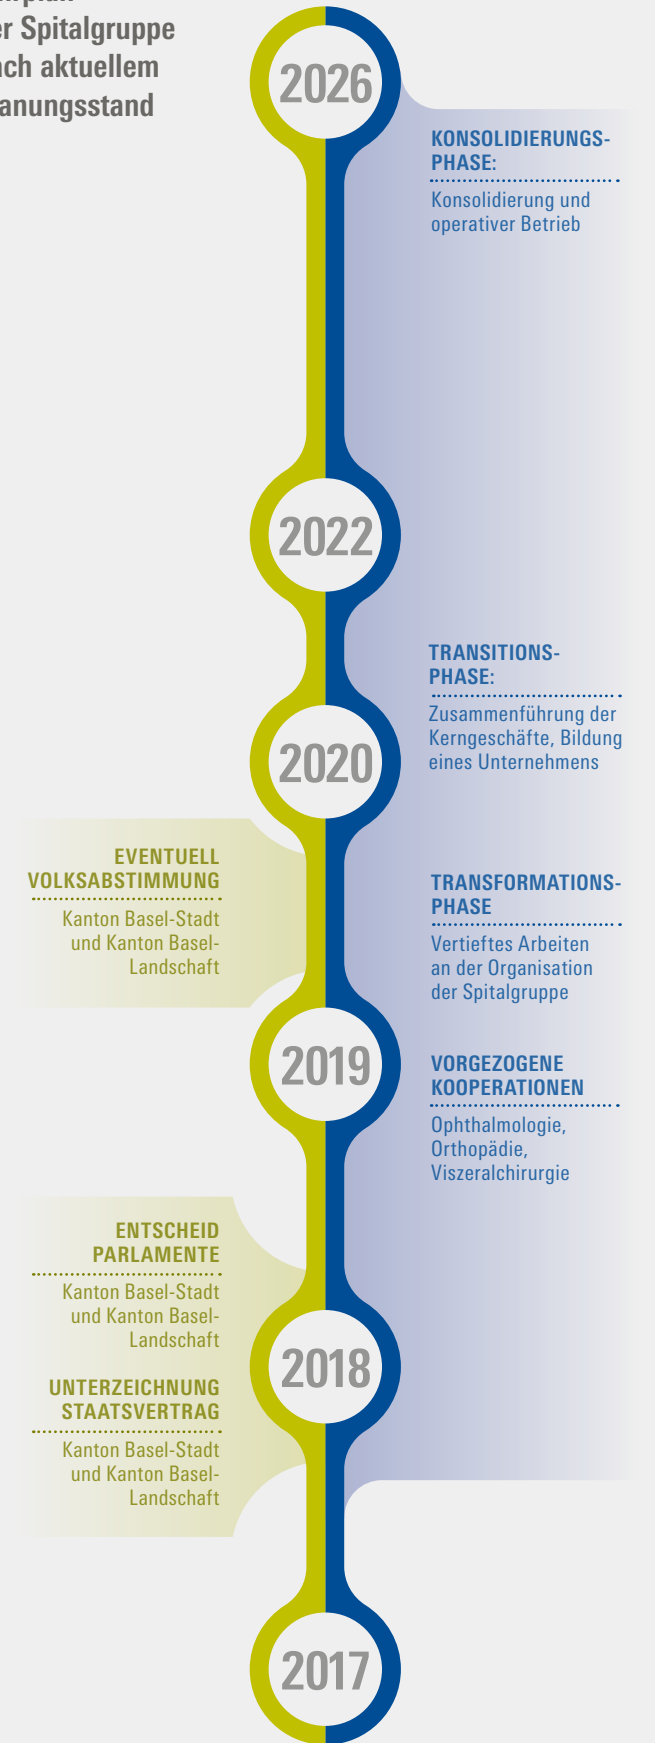 er Spitalgruppe
ach aktuellem
anungsstand
2026
KONSOLIDIERUNGS-
PHASE:
Konsolidierung und
operativer Betrieb
2022
TRANSITIONS-
PHASE:
Zusammenführung der
Kerngeschäfte, Bildung
eines Unternehmens
2020
EVENTUELL
VOLKSABSTIMMUNG
Kanton Basel-Stadt
und Kanton Basel-
Landschaft
TRANSFORMATIONS-
PHASE
Vertieftes Arbeiten
an der Organisation
der Spitalgruppe
2019
VORGEZOGENE
KOOPERATIONEN
Ophthalmologie,
Orthopädie,
Viszeralchirurgie
ENTSCHEID
PARLAMENTE
Kanton Basel-Stadt
und Kanton Basel-
Landschaft
2018
UNTERZEICHNUNG
STAATSVERTRAG
Kanton Basel-Stadt
und Kanton Basel-
Landschaft
2017